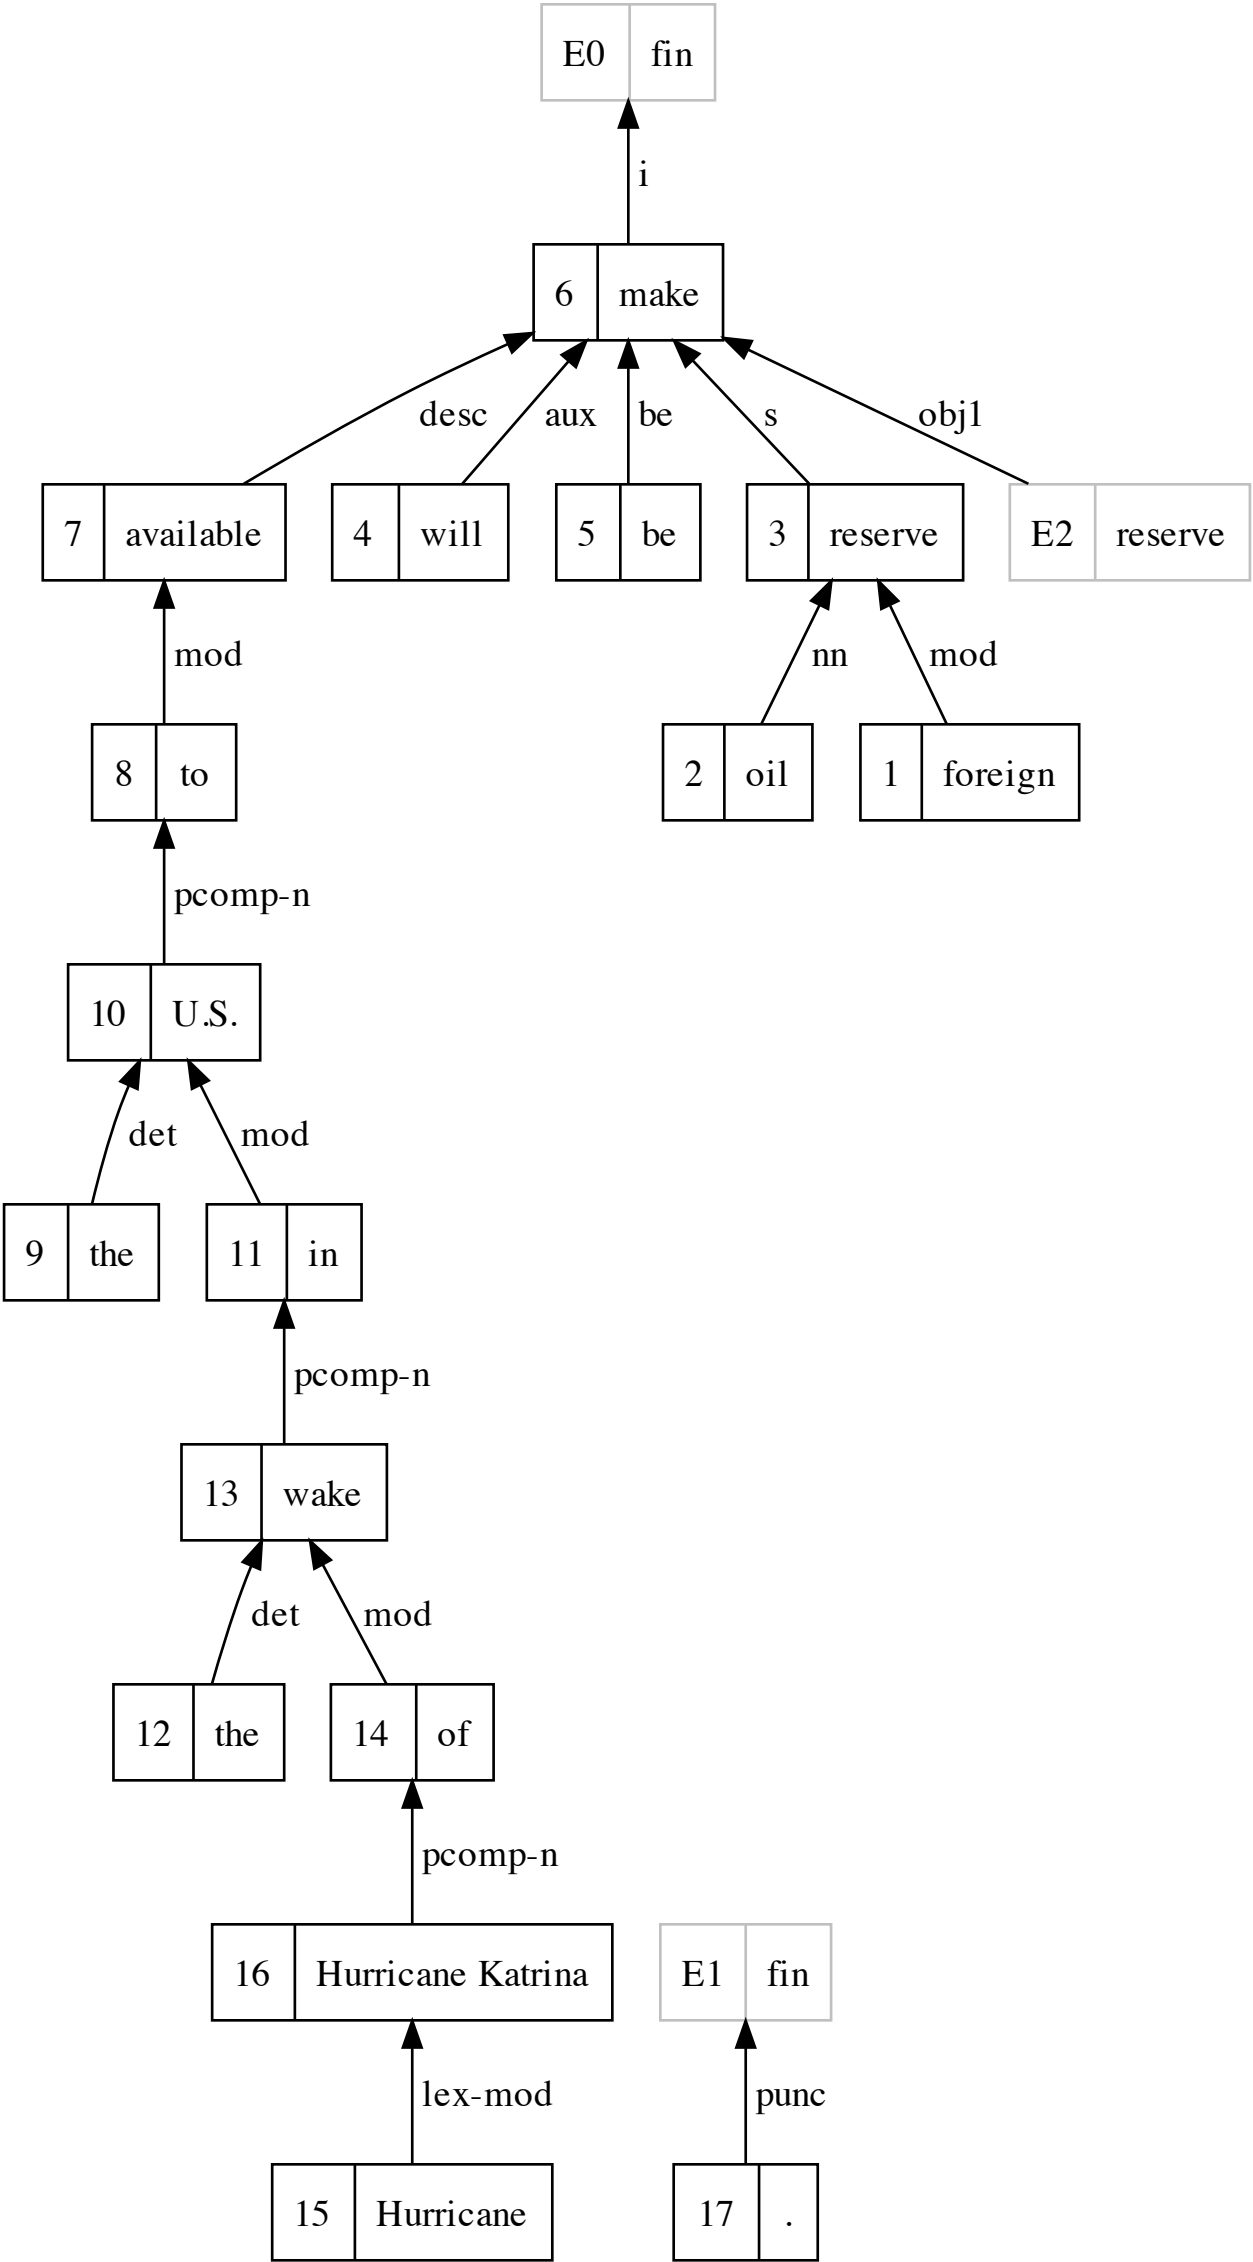 E0 fin
i
6 make
desc aux be s obj1
7 available 4 will 5 be 3 reserve E2 reserve
mod nn mod
8 to 2 oil 1 foreign
pcomp-n
10 U.S.
det mod
9 the 11 in
pcomp-n
13 wake
det mod
12 the 14 of
pcomp-n
16 Hurricane Katrina E1 fin
lex-mod punc
15 Hurricane 17 .